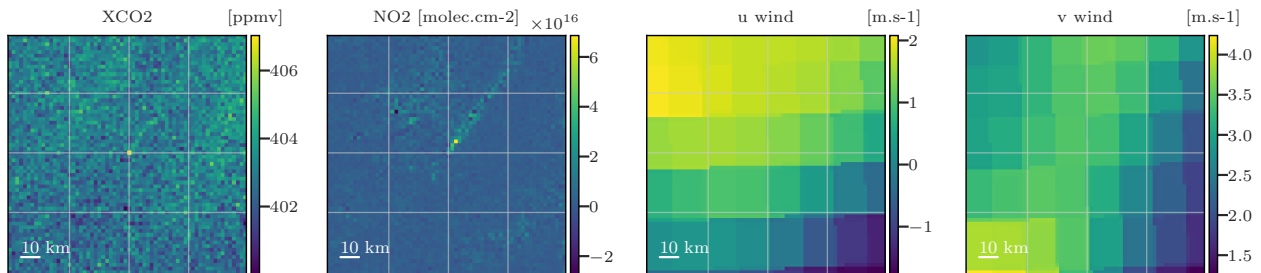 XCO2 [ppmv]
406
404
402
10 km
NO2 [molec.cm-2]
×10^16
6
4
2
0
−2
10 km
u wind [m.s-1]
2
1
0
−1
10 km
v wind [m.s-1]
4.0
3.5
3.0
2.5
2.0
1.5
10 km